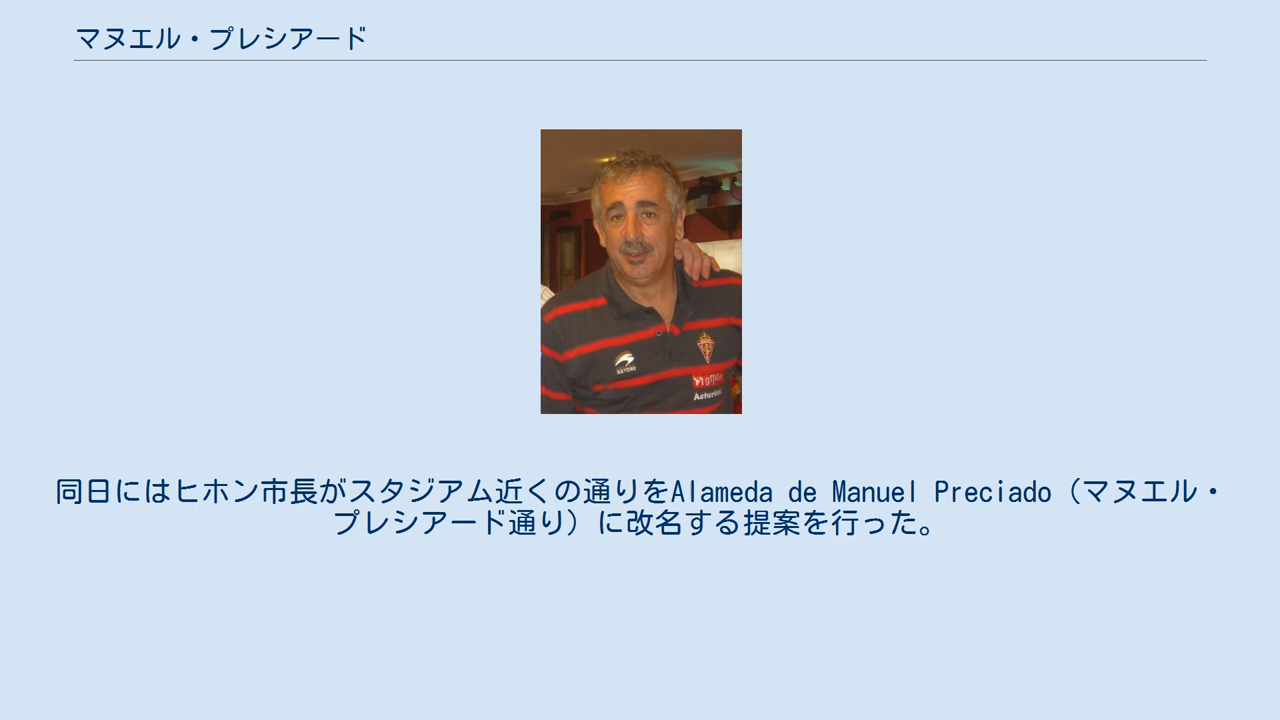 マヌエル・プレシアード
ASTORE
gijón
Asturias
同日にはヒホン市長がスタジアム近くの通りをAlameda de Manuel Preciado（マヌエル・
プレシアード通り）に改名する提案を行った。